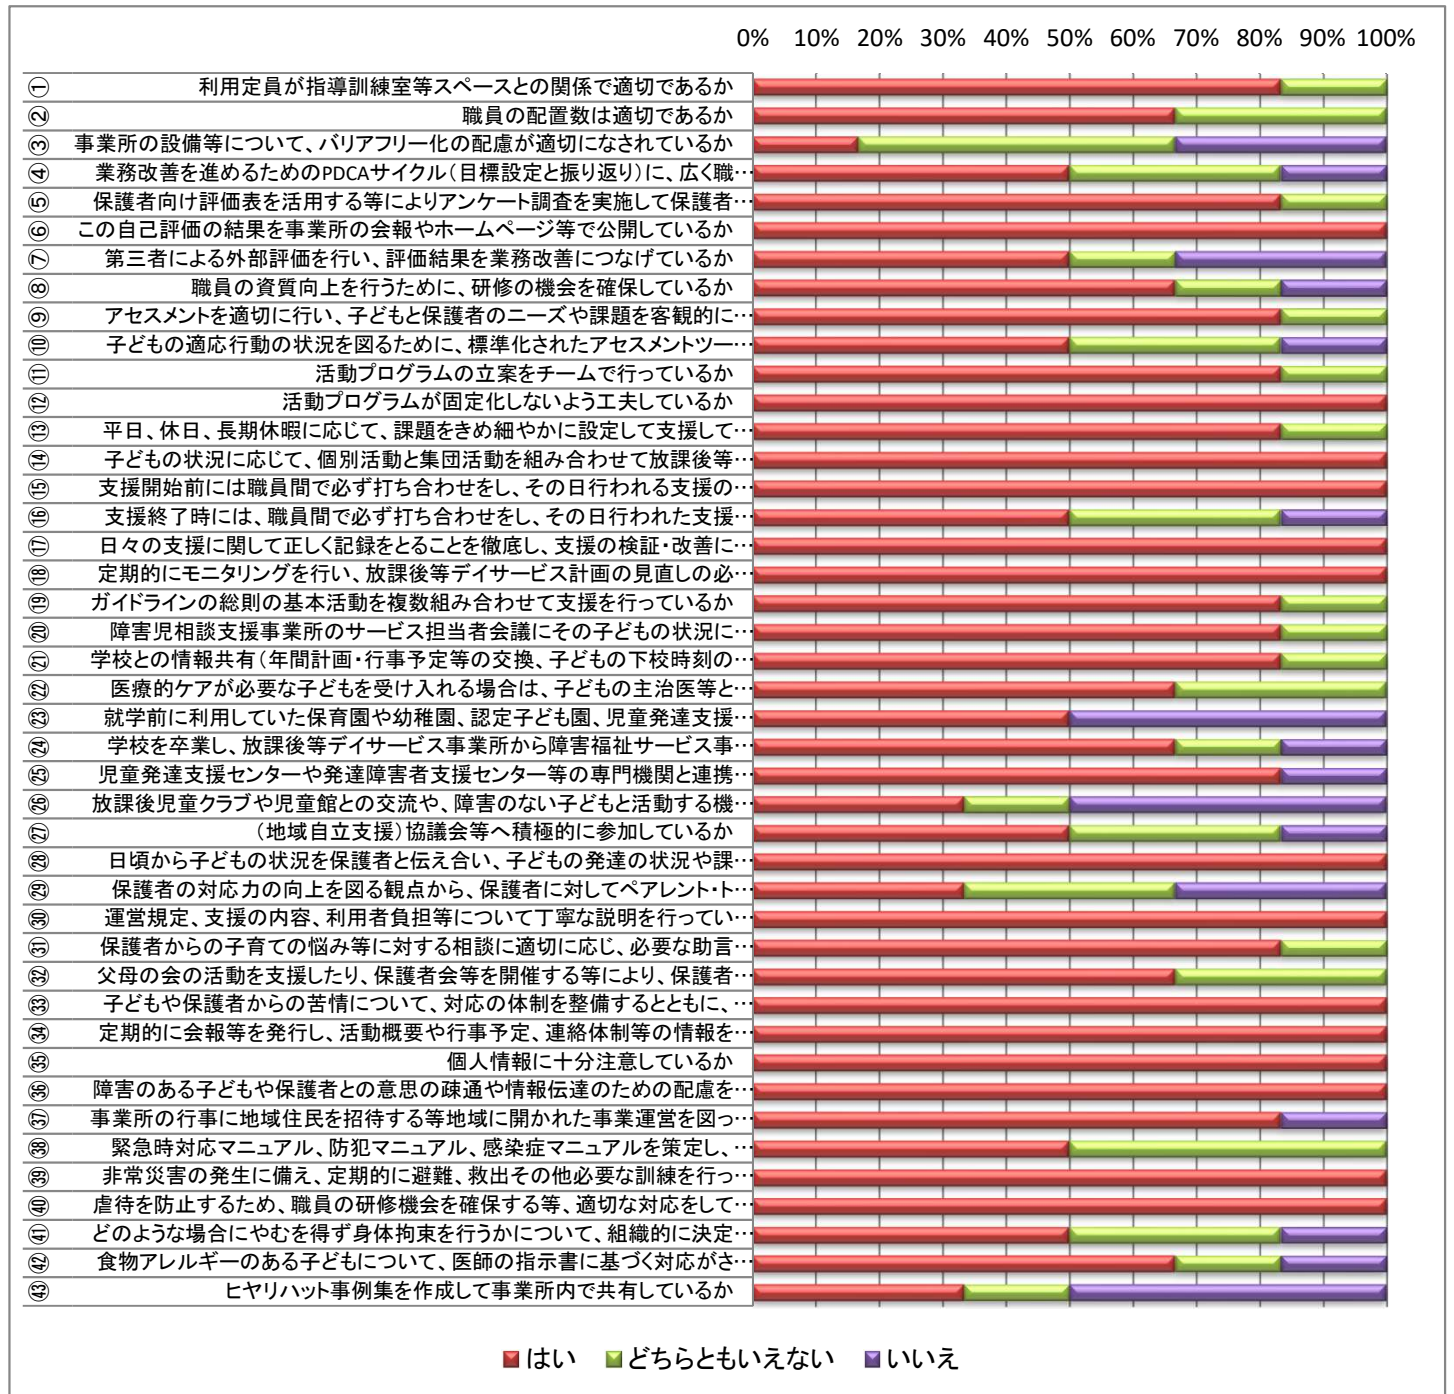 0% 10% 20% 30% 40% 50% 60% 70% 80% 90% 100%
① 利用定員が指導訓練室等スペースとの関係で適切であるか
② 職員の配置数は適切であるか
③ 事業所の設備等について、バリアフリー化の配慮が適切になされているか
④ 業務改善を進めるためのPDCAサイクル(目標設定と振り返り)に、広く職…
⑤ 保護者向け評価表を活用する等によりアンケート調査を実施して保護者…
⑥ この自己評価の結果を事業所の会報やホームページ等で公開しているか
⑦ 第三者による外部評価を行い、評価結果を業務改善につなげているか
⑧ 職員の資質向上を行うために、研修の機会を確保しているか
⑨ アセスメントを適切に行い、子どもと保護者のニーズや課題を客観的に…
⑩ 子どもの適応行動の状況を図るために、標準化されたアセスメントツー…
⑪ 活動プログラムの立案をチームで行っているか
⑫ 活動プログラムが固定化しないよう工夫しているか
⑬ 平日、休日、長期休暇に応じて、課題をきめ細やかに設定して支援して…
⑭ 子どもの状況に応じて、個別活動と集団活動を組み合わせて放課後等…
⑮ 支援開始前には職員間で必ず打ち合わせをし、その日行われる支援の…
⑯ 支援終了時には、職員間で必ず打ち合わせをし、その日行われた支援…
⑰ 日々の支援に関して正しく記録をとることを徹底し、支援の検証・改善に…
⑱ 定期的にモニタリングを行い、放課後等デイサービス計画の見直しの必…
⑲ ガイドラインの総則の基本活動を複数組み合わせて支援を行っているか
⑳ 障害児相談支援事業所のサービス担当者会議にその子どもの状況に…
㉑ 学校との情報共有(年間計画・行事予定等の交換、子どもの下校時刻の…
㉒ 医療的ケアが必要な子どもを受け入れる場合は、子どもの主治医等と…
㉓ 就学前に利用していた保育園や幼稚園、認定子ども園、児童発達支援…
㉔ 学校を卒業し、放課後等デイサービス事業所から障害福祉サービス事…
㉕ 児童発達支援センターや発達障害者支援センター等の専門機関と連携…
㉖ 放課後児童クラブや児童館との交流や、障害のない子どもと活動する機…
㉗ (地域自立支援)協議会等へ積極的に参加しているか
㉘ 日頃から子どもの状況を保護者と伝え合い、子どもの発達の状況や課…
㉙ 保護者の対応力の向上を図る観点から、保護者に対してペアレント・ト…
㉚ 運営規定、支援の内容、利用者負担等について丁寧な説明を行ってい…
㉛ 保護者からの子育ての悩み等に対する相談に適切に応じ、必要な助言…
㉜ 父母の会の活動を支援したり、保護者会等を開催する等により、保護者…
㉝ 子どもや保護者からの苦情について、対応の体制を整備するとともに、…
㉞ 定期的に会報等を発行し、活動概要や行事予定、連絡体制等の情報を…
㉟ 個人情報に十分注意しているか
㊱ 障害のある子どもや保護者との意思の疎通や情報伝達のための配慮を…
㊲ 事業所の行事に地域住民を招待する等地域に開かれた事業運営を図っ…
㊳ 緊急時対応マニュアル、防犯マニュアル、感染症マニュアルを策定し、…
㊴ 非常災害の発生に備え、定期的に避難、救出その他必要な訓練を行っ…
㊵ 虐待を防止するため、職員の研修機会を確保する等、適切な対応をして…
㊶ どのような場合にやむを得ず身体拘束を行うかについて、組織的に決定…
㊷ 食物アレルギーのある子どもについて、医師の指示書に基づく対応がさ…
㊸ ヒヤリハット事例集を作成して事業所内で共有しているか
はい どちらともいえない いいえ